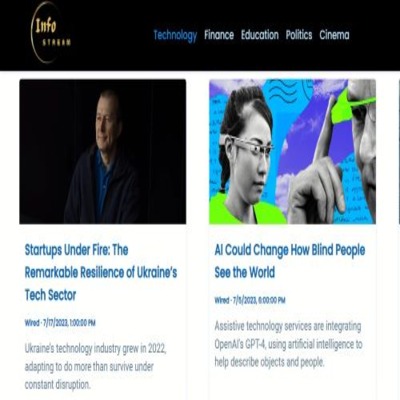 Info
STREAM
Technology Finance Education Politics Cinema
Startups Under Fire: The
Remarkable Resilience of Ukraine's
Tech Sector
Wired - 7/17/2023, 1:00:00 PM
Ukraine's technology industry grew in 2022,
adapting to do more than survive under
constant disruption.
AI Could Change How Blind People
See the World
Wired - 7/5/2023, 6:00:00 PM
Assistive technology services are integrating
OpenAI's GPT-4, using artificial intelligence to
help describe objects and people.